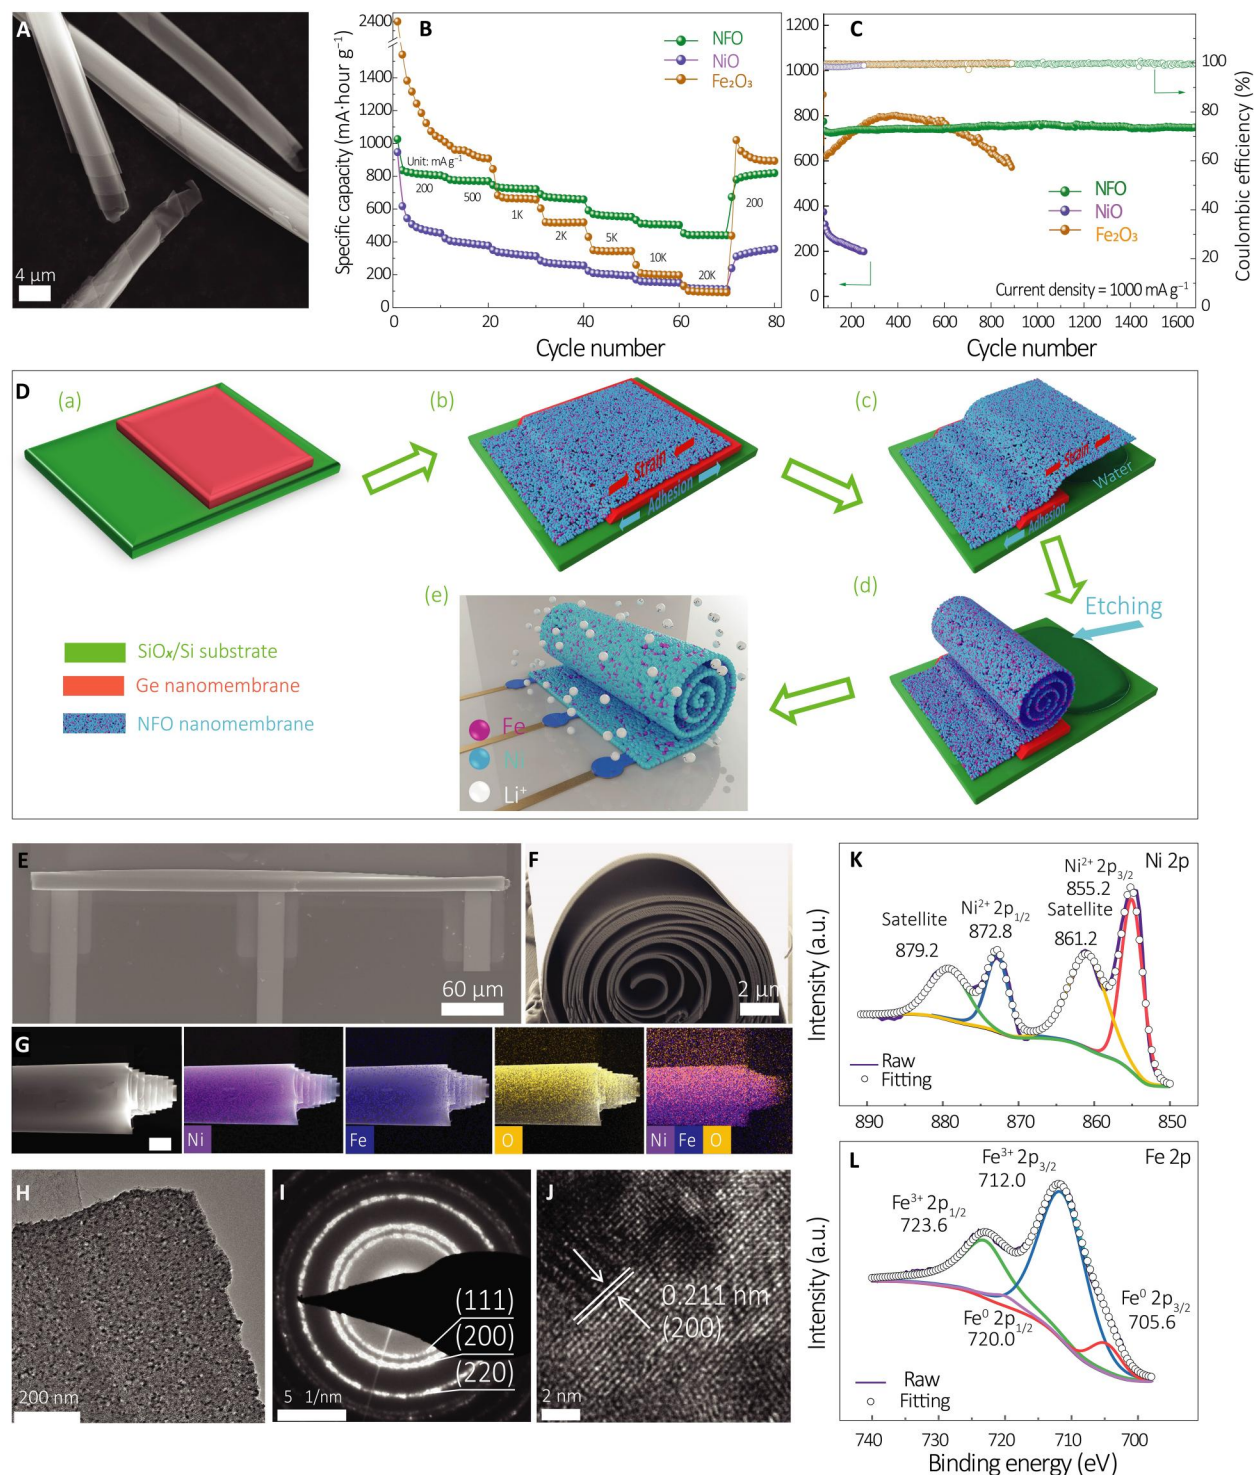 A
4 µm
B
NFO
NiO
Fe₂O₃
Unit: mA g⁻¹
200
500
1K
2K
5K
10K
20K
200
2400
1400
1200
1000
800
600
400
200
0
Specific capacity (mA·hour g⁻¹)
0
20
40
60
80
Cycle number
C
NFO
NiO
Fe₂O₃
Current density = 1000 mA g⁻¹
1200
1000
800
600
400
200
0
100
80
60
40
20
0
Coulombic efficiency (%)
200
400
600
800
1000
1200
1400
1600
Cycle number
D
(a)
(b)
Strain
Adhesion
(c)
Strain
Water
Adhesion
(d)
Etching
(e)
Fe
Ni
Li⁺
SiOx/Si substrate
Ge nanomembrane
NFO nanomembrane
E
60 µm
F
2 µm
G
Ni
Fe
O
Ni Fe O
H
200 nm
I
(111)
(200)
(220)
5 1/nm
J
0.211 nm
(200)
2 nm
K
Ni 2p
Ni²⁺ 2p3/2
855.2
Satellite
861.2
Ni²⁺ 2p1/2
872.8
Satellite
879.2
Raw
Fitting
Intensity (a.u.)
890
880
870
860
850
L
Fe 2p
Fe³⁺ 2p3/2
712.0
Fe³⁺ 2p1/2
723.6
Fe⁰ 2p3/2
705.6
Fe⁰ 2p1/2
720.0
Raw
Fitting
Intensity (a.u.)
740
730
720
710
700
Binding energy (eV)